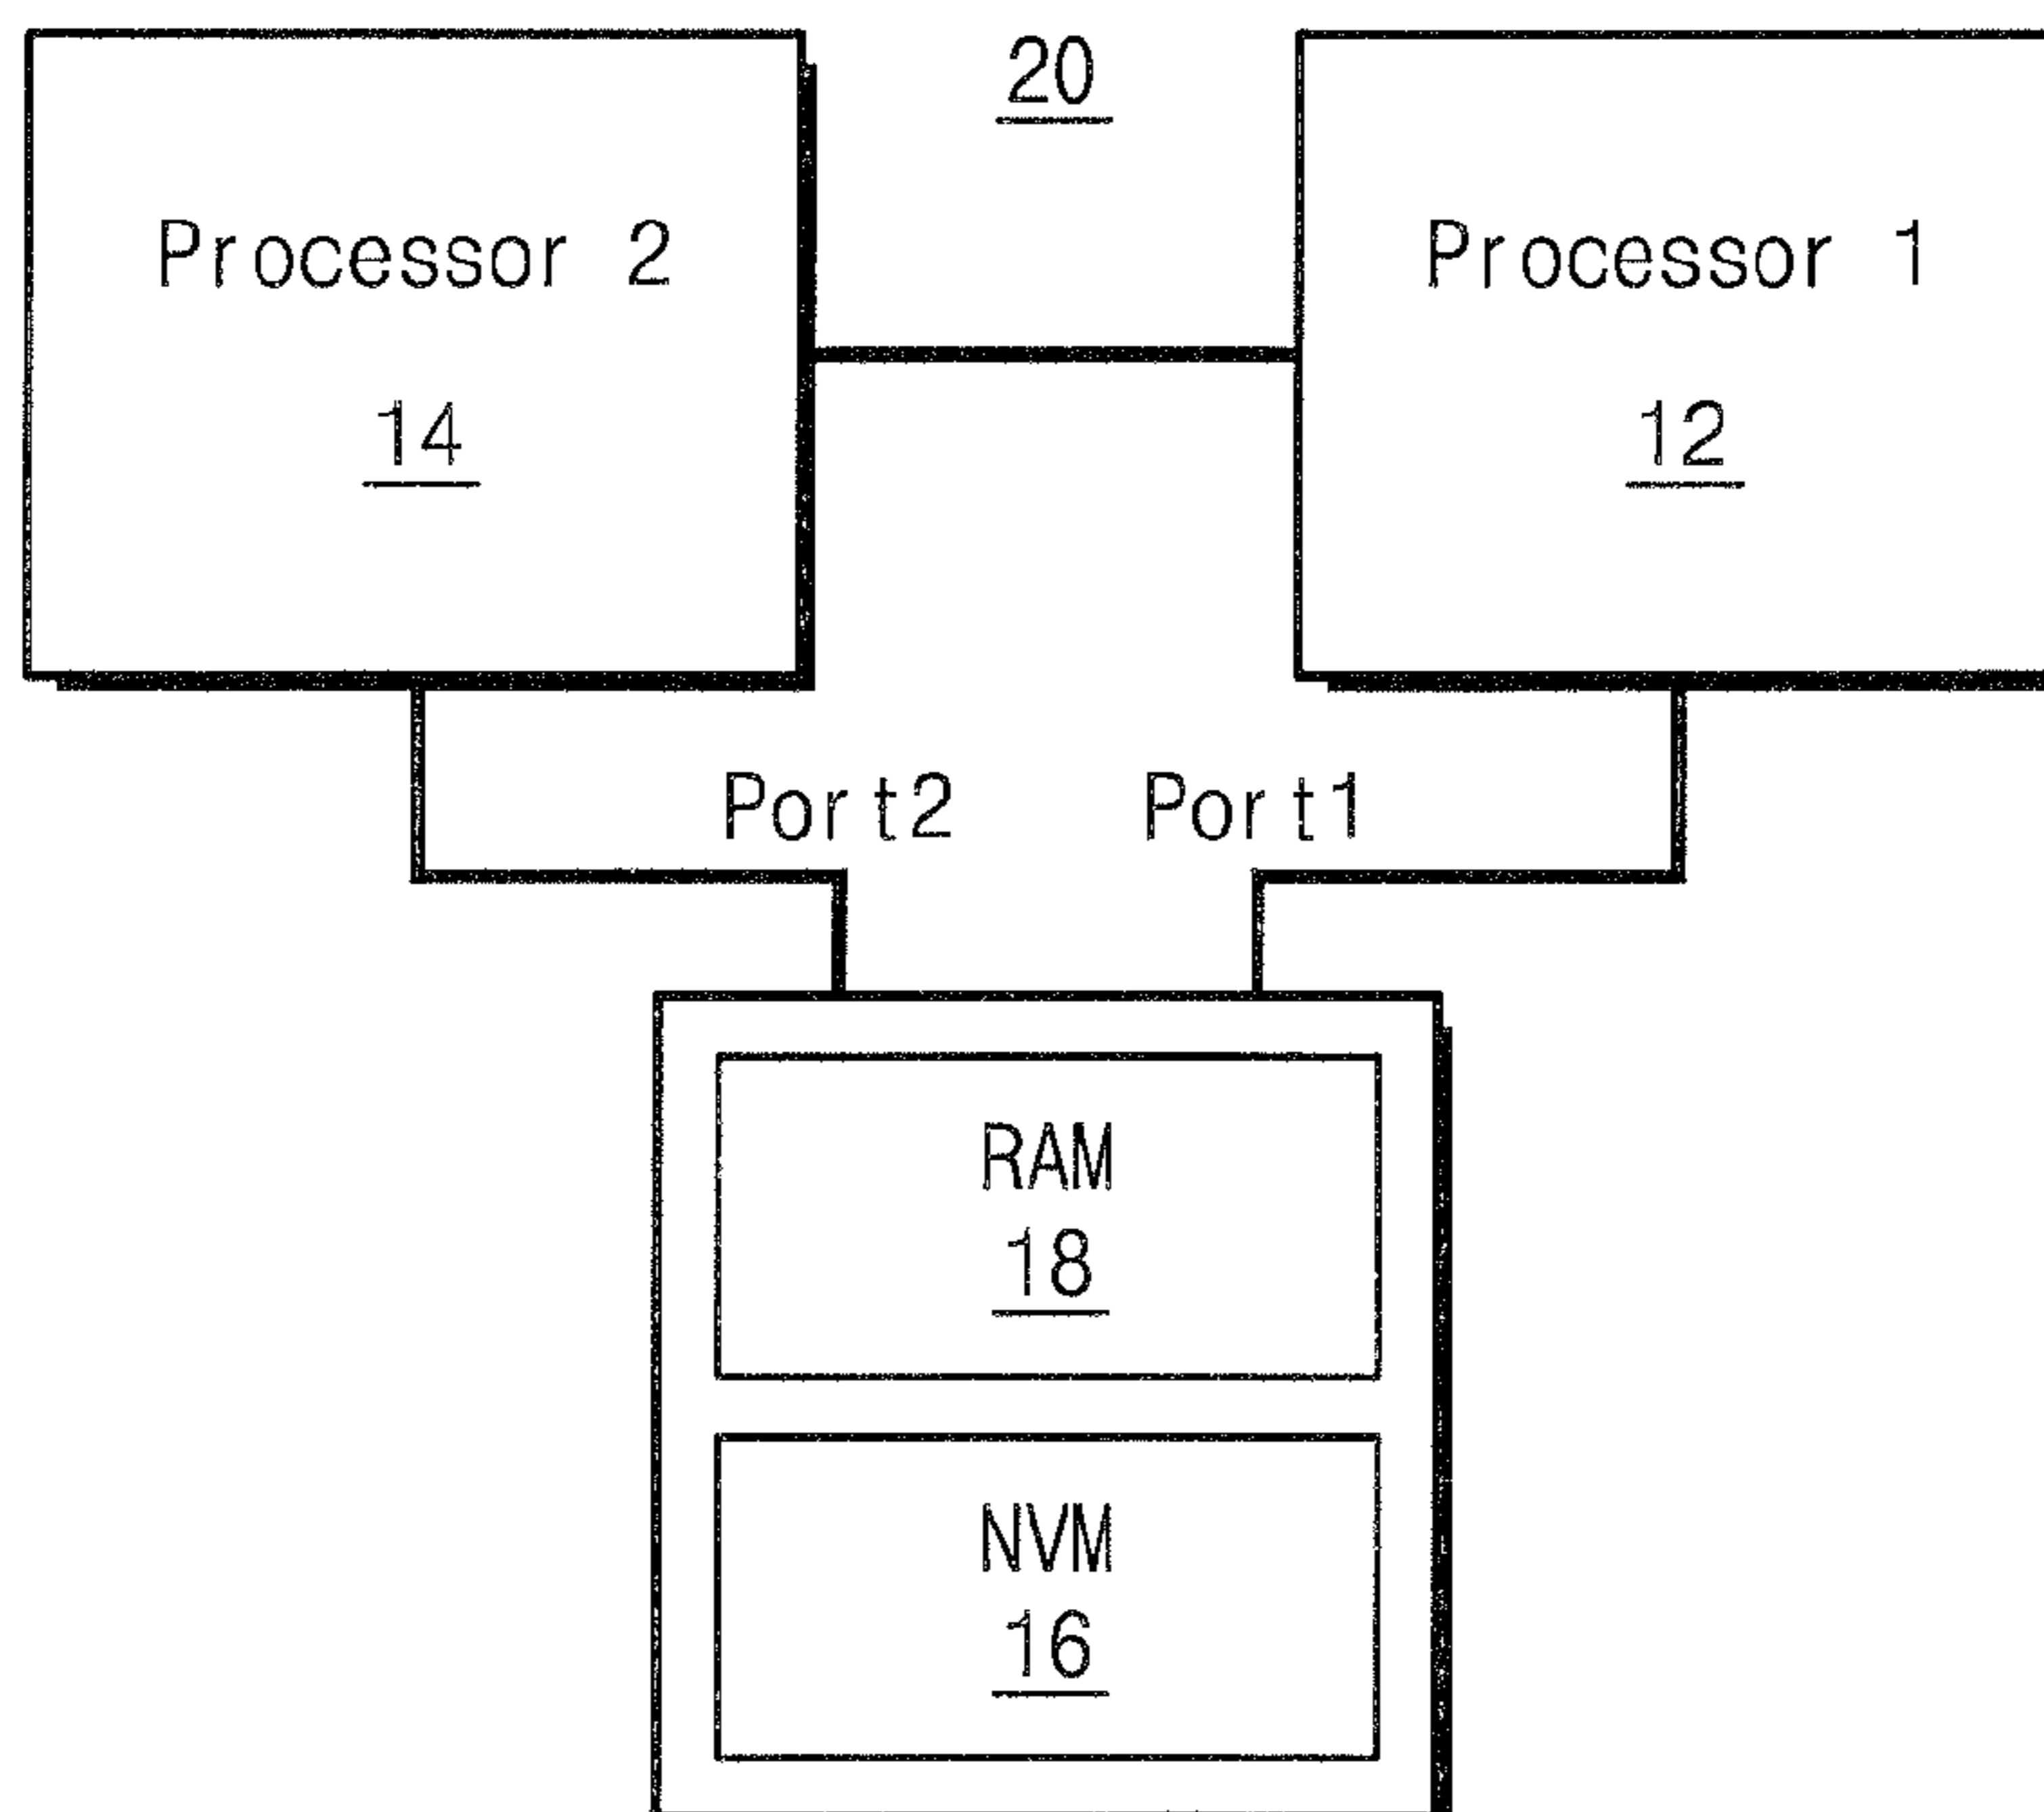 20
Processor 2
14
Processor 1
12
Port2
Port1
RAM
18
NVM
16